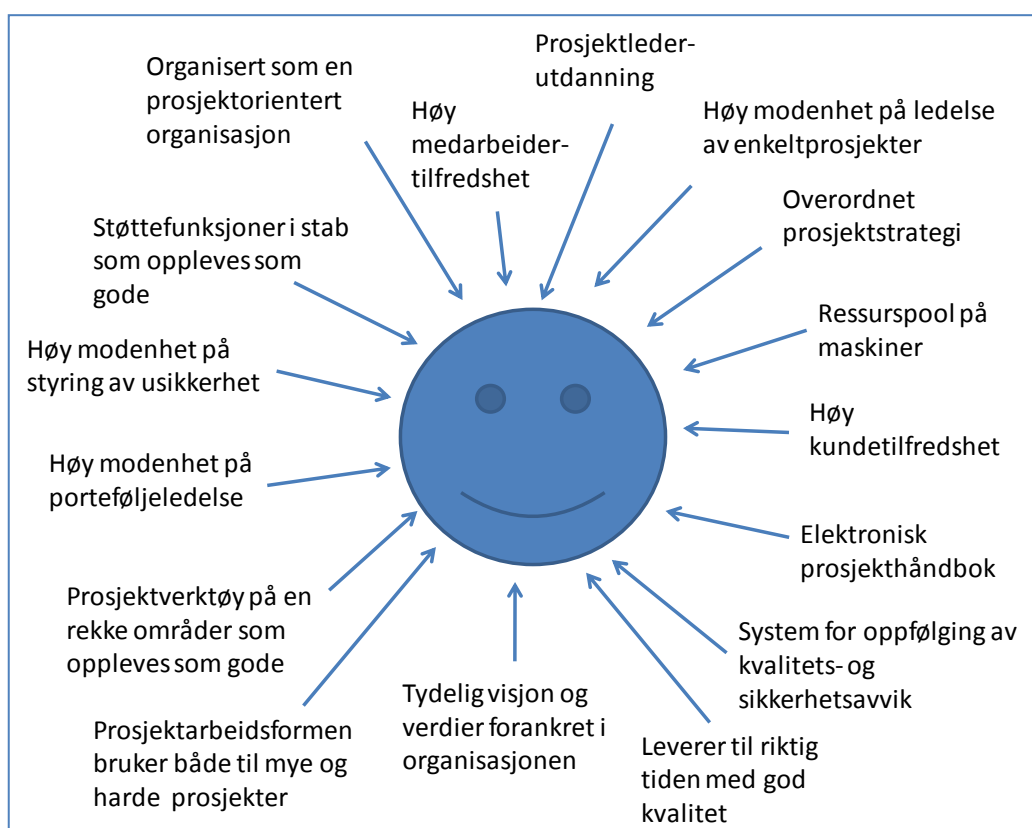 Organisert som en
prosjektorientert
organisasjon
Høy
medarbeider-
tilfredshet
Prosjektleder-
utdanning
Høy modenhet på ledelse
av enkeltprosjekter
Overordnet
prosjektstrategi
Ressurspool på
maskiner
Høy
kundetilfredshet
Elektronisk
prosjekthåndbok
System for oppfølging av
kvalitets- og
sikkerhetsavvik
Leverer til riktig
tiden med god
kvalitet
Tydelig visjon og
verdier forankret i
organisasjonen
Prosjektarbeidsformen
bruker både til mye og
harde prosjekter
Prosjektverktøy på en
rekke områder som
oppleves som gode
Høy modenhet på
porteføljeledelse
Høy modenhet på
styring av usikkerhet
Støttefunksjoner i stab
som oppleves som
gode